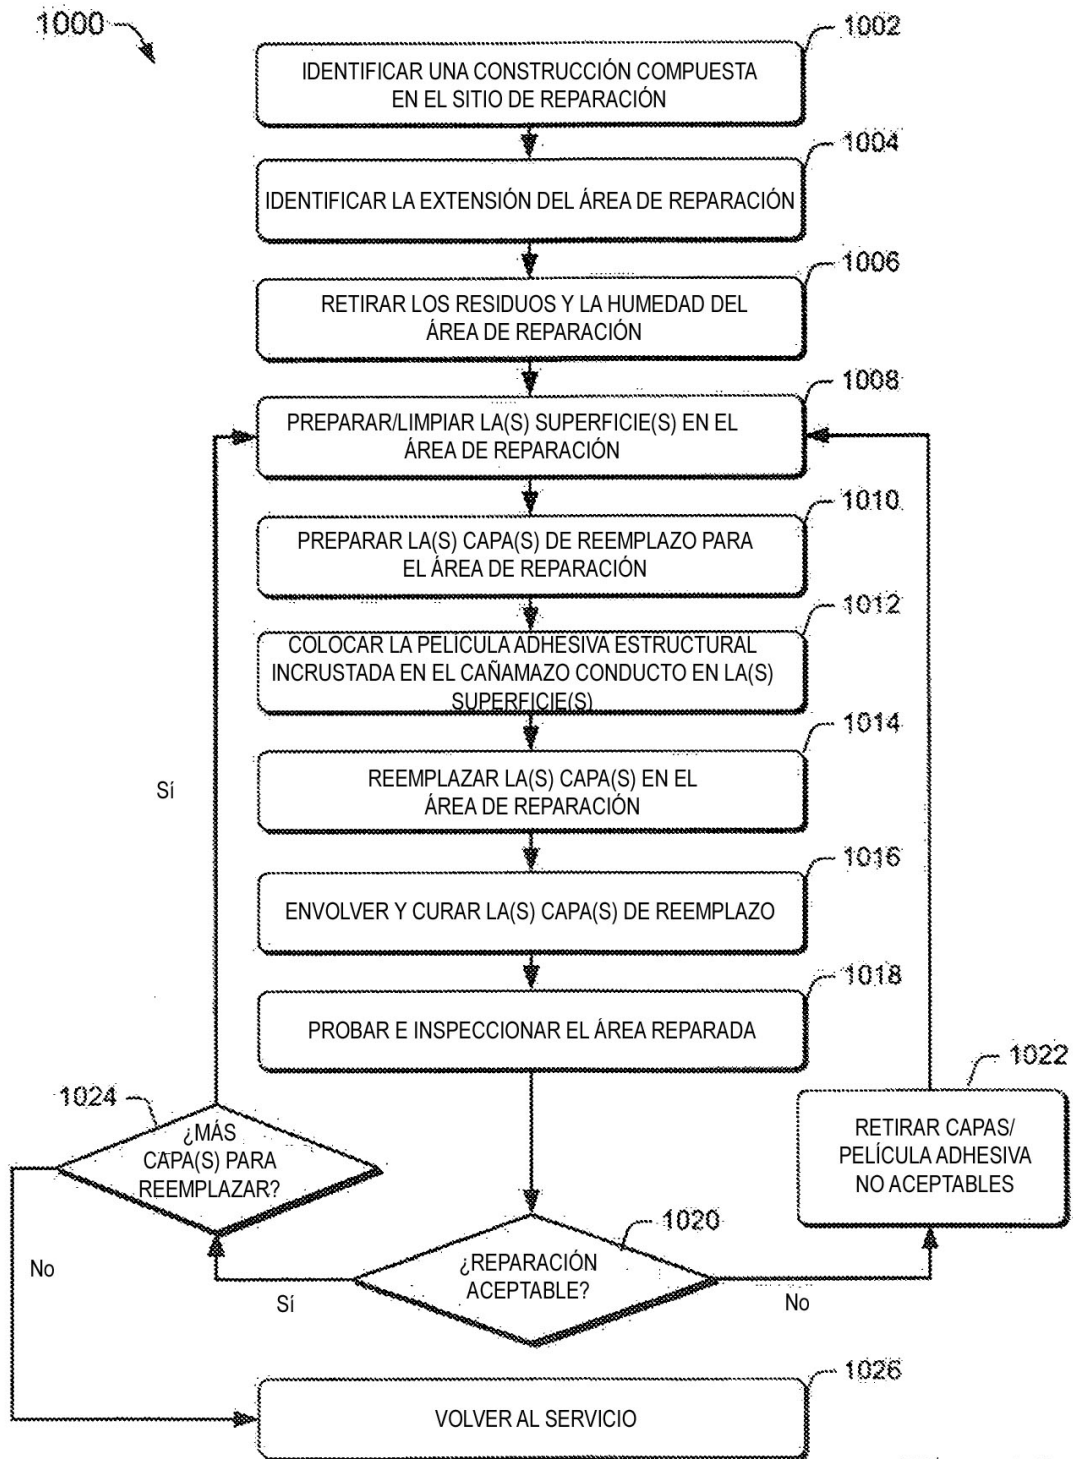 1000
1002
IDENTIFICAR UNA CONSTRUCCIÓN COMPUESTA
EN EL SITIO DE REPARACIÓN
1004
IDENTIFICAR LA EXTENSIÓN DEL ÁREA DE REPARACIÓN
1006
RETIRAR LOS RESIDUOS Y LA HUMEDAD DEL
ÁREA DE REPARACIÓN
1008
PREPARAR/LIMPIAR LA(S) SUPERFICIE(S) EN EL
ÁREA DE REPARACIÓN
1010
PREPARAR LA(S) CAPA(S) DE REEMPLAZO PARA
EL ÁREA DE REPARACIÓN
1012
COLOCAR LA PELICULA ADHESIVA ESTRUCTURAL
INCRUSTADA EN EL CAÑAMAZO CONDUCTO EN LA(S)
SUPERFICIE(S)
1014
REEMPLAZAR LA(S) CAPA(S) EN EL
ÁREA DE REPARACIÓN
Sí
1016
ENVOLVER Y CURAR LA(S) CAPA(S) DE REEMPLAZO
1018
PROBAR E INSPECCIONAR EL ÁREA REPARADA
1022
RETIRAR CAPAS/
PELÍCULA ADHESIVA
NO ACEPTABLES
1024
¿MÁS
CAPA(S) PARA
REEMPLAZAR?
1020
¿REPARACIÓN
ACEPTABLE?
No
Sí
No
1026
VOLVER AL SERVICIO